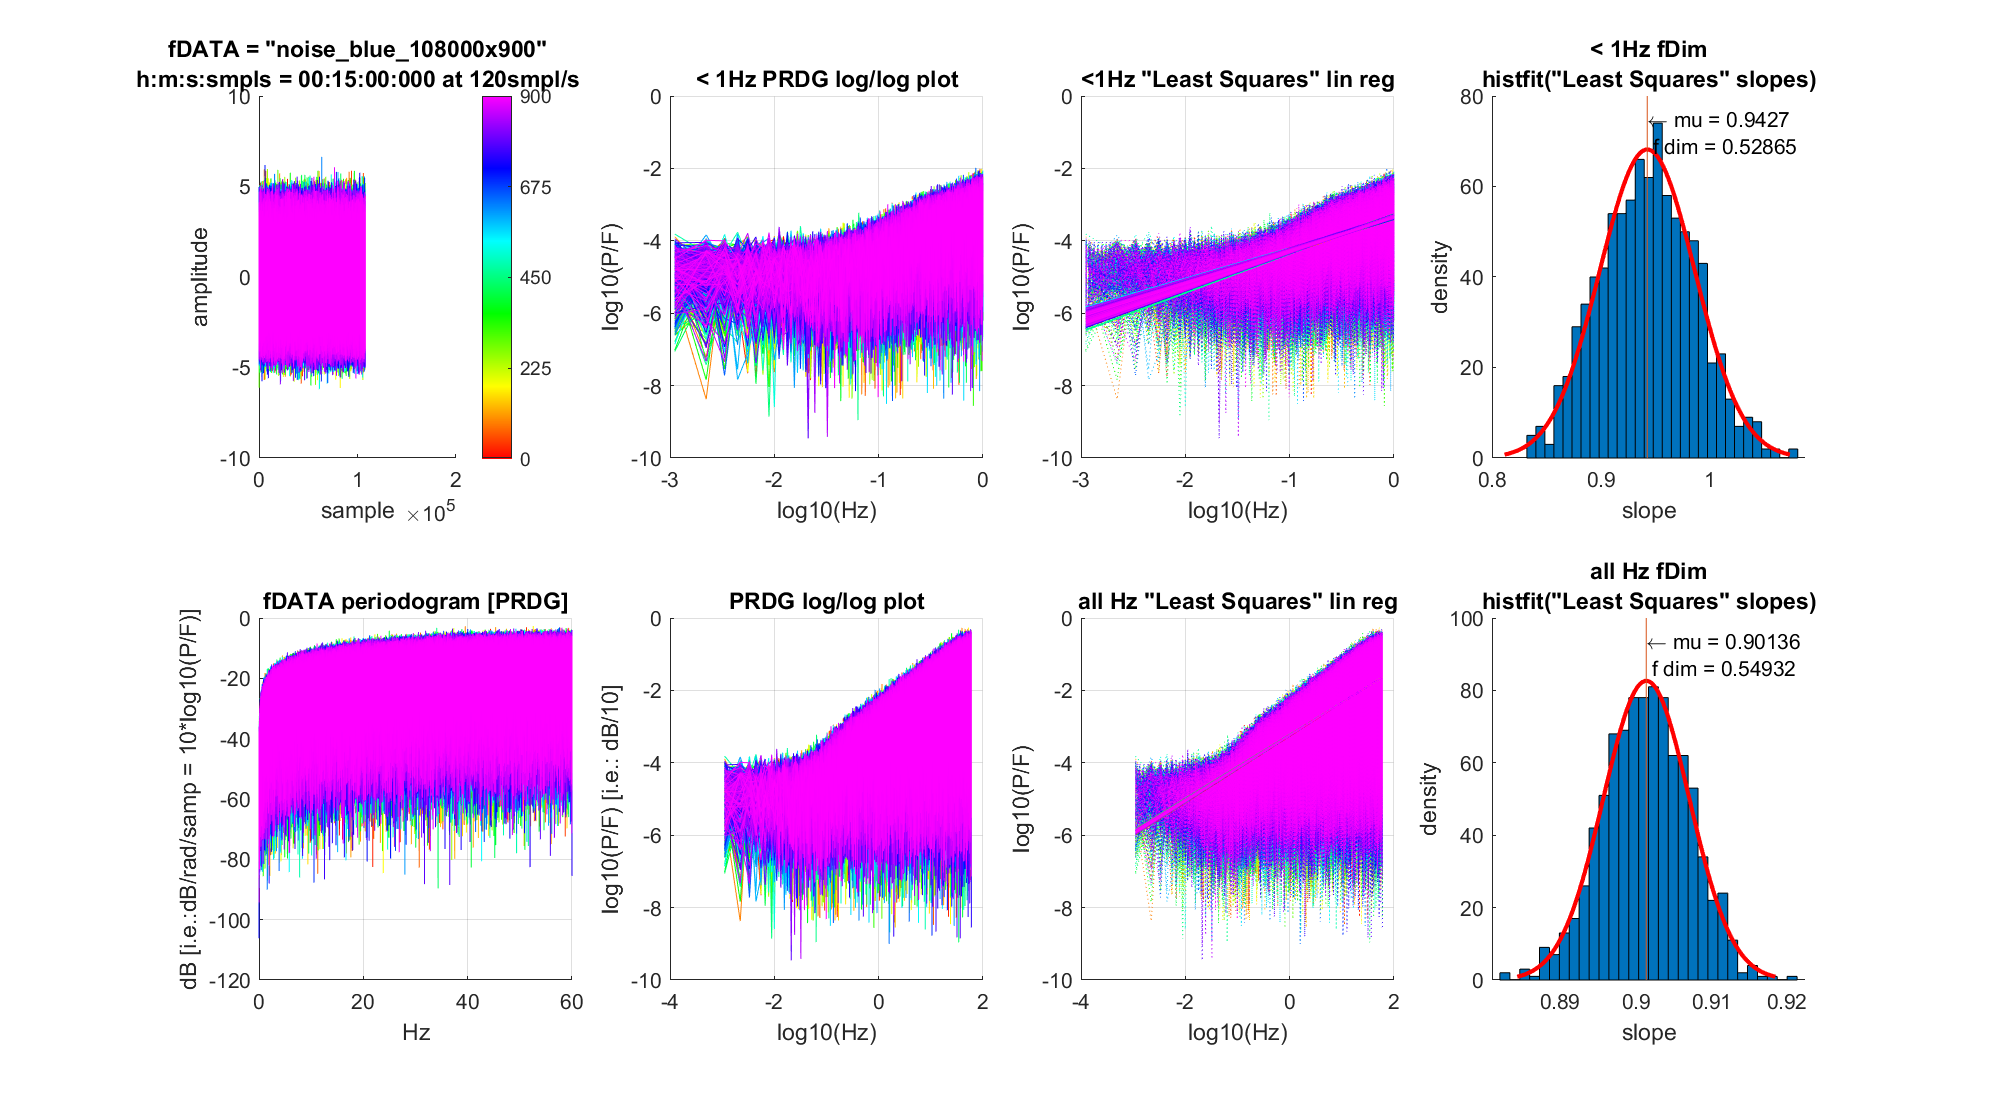 fDATA = "noise_blue_108000x900"
h:m:s:smpls = 00:15:00:000 at 120smpl/s
10
5
0
-5
-10
0
1
2
sample
×10^5
amplitude
900
675
450
225
0
< 1Hz PRDG log/log plot
0
-2
-4
-6
-8
-10
-3
-2
-1
0
log10(Hz)
log10(P/F)
<1Hz "Least Squares" lin reg
0
-2
-4
-6
-8
-10
-3
-2
-1
0
log10(Hz)
log10(P/F)
< 1Hz fDim
histfit("Least Squares" slopes)
← mu = 0.9427
f dim = 0.52865
80
60
40
20
0
0.8
0.9
1
slope
density
fDATA periodogram [PRDG]
0
-20
-40
-60
-80
-100
-120
0
20
40
60
Hz
dB [i.e.:dB/rad/samp = 10*log10(P/F)]
PRDG log/log plot
0
-2
-4
-6
-8
-10
-4
-2
0
2
log10(Hz)
log10(P/F) [i.e.: dB/10]
all Hz "Least Squares" lin reg
0
-2
-4
-6
-8
-10
-4
-2
0
2
log10(Hz)
log10(P/F)
all Hz fDim
histfit("Least Squares" slopes)
← mu = 0.90136
f dim = 0.54932
100
80
60
40
20
0
0.89
0.9
0.91
0.92
slope
density